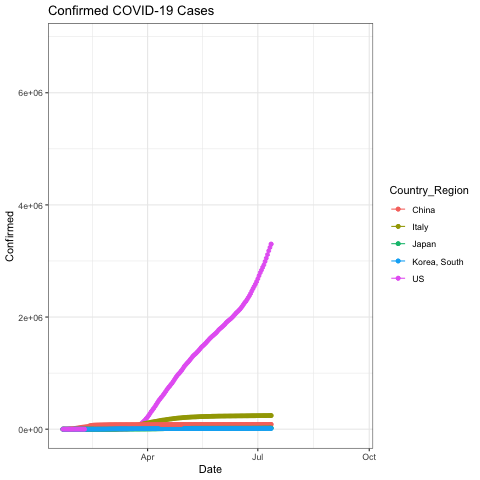 Confirmed COVID-19 Cases
6e+06
4e+06
2e+06
0e+00
Confirmed
Apr
Jul
Oct
Date
Country_Region
China
Italy
Japan
Korea, South
US